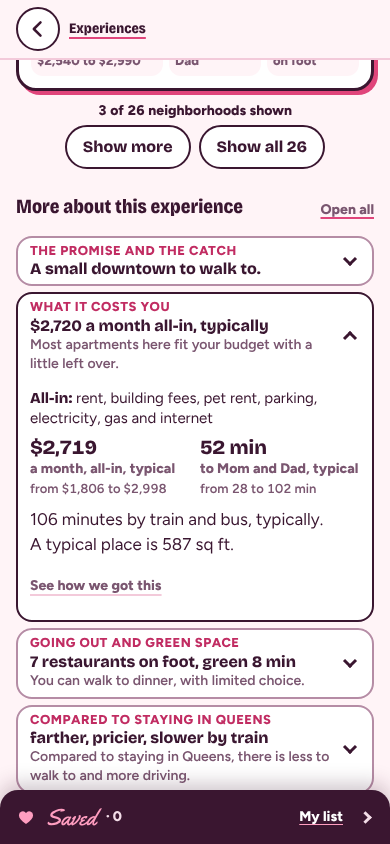 Experiences
$2,540 to $2,990
Dad
on foot
3 of 26 neighborhoods shown
Show more
Show all 26
More about this experience
Open all
THE PROMISE AND THE CATCH
A small downtown to walk to.
WHAT IT COSTS YOU
$2,720 a month all-in, typically
Most apartments here fit your budget with a
little left over.
All-in: rent, building fees, pet rent, parking,
electricity, gas and internet
$2,719
a month, all-in, typical
from $1,806 to $2,998
52 min
to Mom and Dad, typical
from 28 to 102 min
106 minutes by train and bus, typically.
A typical place is 587 sq ft.
See how we got this
GOING OUT AND GREEN SPACE
7 restaurants on foot, green 8 min
You can walk to dinner, with limited choice.
COMPARED TO STAYING IN QUEENS
farther, pricier, slower by train
Compared to staying in Queens, there is less to
walk to and more driving.
Saved · 0
My list